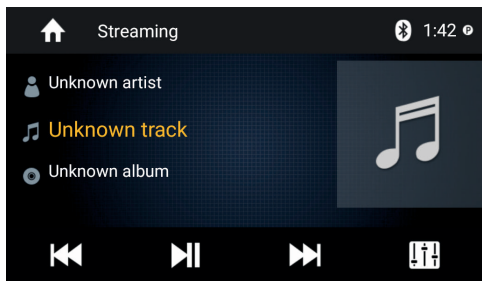 Streaming
1:42 P
Unknown artist
Unknown track
Unknown album